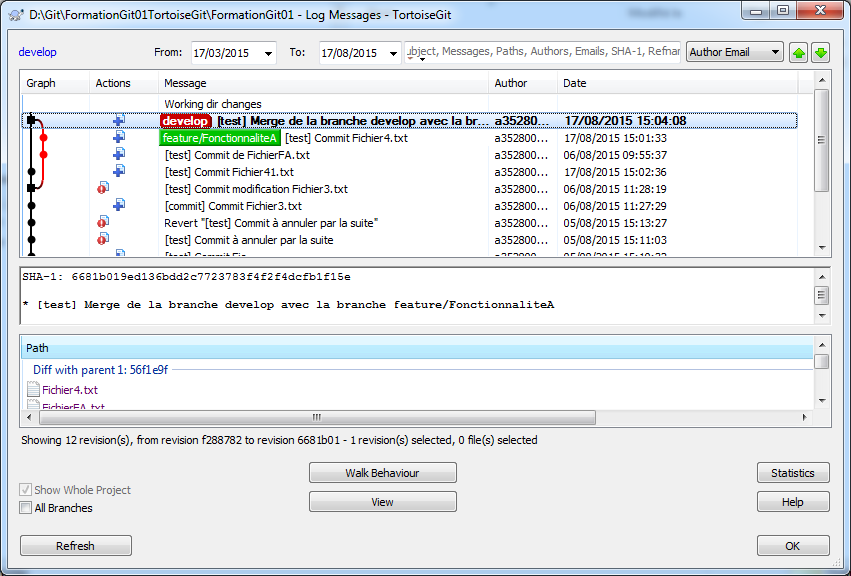 D:\Git\FormationGit01TortoiseGit\FormationGit01 - Log Messages - TortoiseGit
develop From: 17/03/2015 To: 17/08/2015 ubject, Messages, Paths, Authors, Emails, SHA-1, Refnar Author Email
Graph Actions Message Author Date
Working dir changes
develop [test] Merge de la branche develop avec la br... a352800... 17/08/2015 15:04:08
feature/FonctionnaliteA [test] Commit Fichier4.txt a352800... 17/08/2015 15:01:33
[test] Commit de FichierFA.txt a352800... 06/08/2015 09:55:37
[test] Commit Fichier41.txt a352800... 17/08/2015 15:02:36
[test] Commit modification Fichier3.txt a352800... 06/08/2015 11:28:19
[commit] Commit Fichier3.txt a352800... 06/08/2015 11:27:29
Revert "[test] Commit à annuler par la suite" a352800... 05/08/2015 15:13:27
[test] Commit à annuler par la suite a352800... 05/08/2015 15:11:03
SHA-1: 6681b019ed136bdd2c7723783f4f2f4dcfb1f15e
* [test] Merge de la branche develop avec la branche feature/FonctionnaliteA
Path
Diff with parent 1: 56f1e9f
Fichier4.txt
FichierFA.txt
Showing 12 revision(s), from revision f288782 to revision 6681b01 - 1 revision(s) selected, 0 file(s) selected
Walk Behaviour Statistics
Show Whole Project
View Help
All Branches
Refresh OK